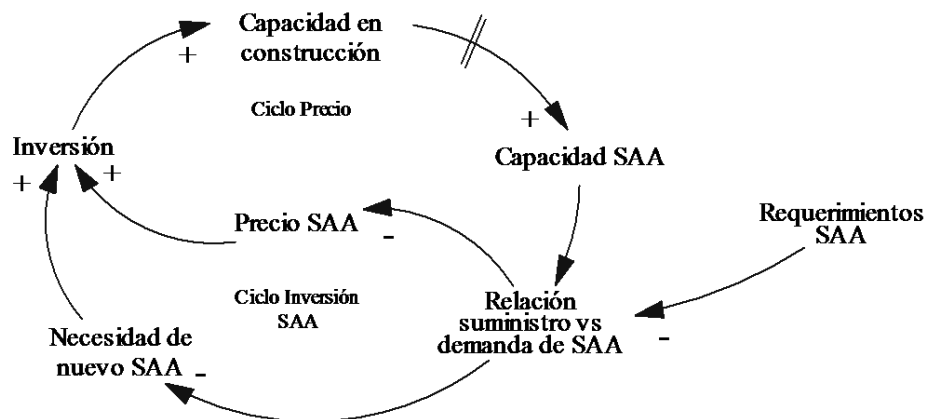 Capacidad en
construcción
+
Ciclo Precio
+
Inversión
+
+
Capacidad SAA
Precio SAA
-
Requerimientos
SAA
Ciclo Inversión
SAA
Relación
suministro vs
demanda de SAA
-
Necesidad de
nuevo SAA
-